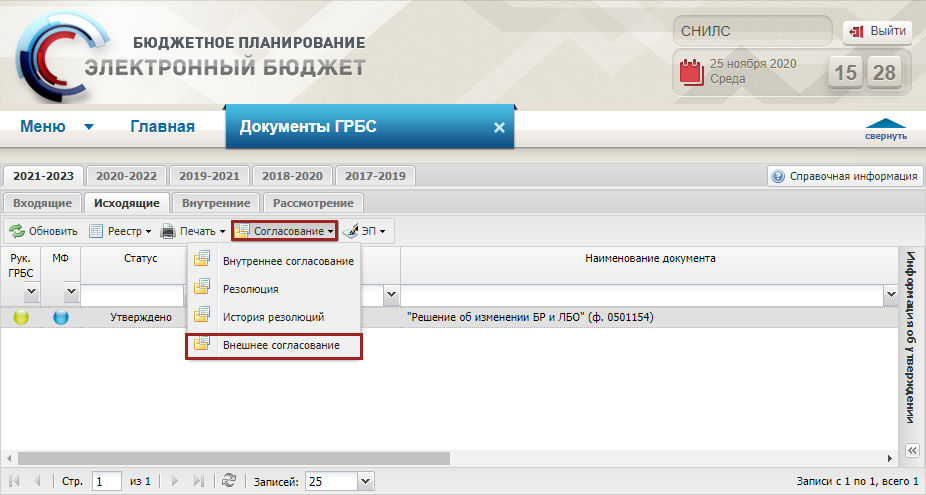 БЮДЖЕТНОЕ ПЛАНИРОВАНИЕ
ЭЛЕКТРОННЫЙ БЮДЖЕТ
СНИЛС
Выйти
25 ноября 2020
Среда
15 28
Меню Главная Документы ГРБС
свернуть
2021-2023 2020-2022 2019-2021 2018-2020 2017-2019 Справочная информация
Входящие Исходящие Внутренние Рассмотрение
Обновить Реестр Печать Согласование ЭП
Рук. ГРБС МФ Статус Наименование документа
Внутреннее согласование
Резолюция
История резолюций
Внешнее согласование
Утверждено "Решение об изменении БР и ЛБО" (ф. 0501154)
Информация об утверждении
Стр. 1 из 1 Записей: 25 Записи с 1 по 1, всего 1